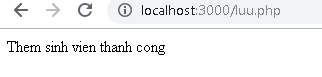 localhost:3000/luu.php
Them sinh vien thanh cong